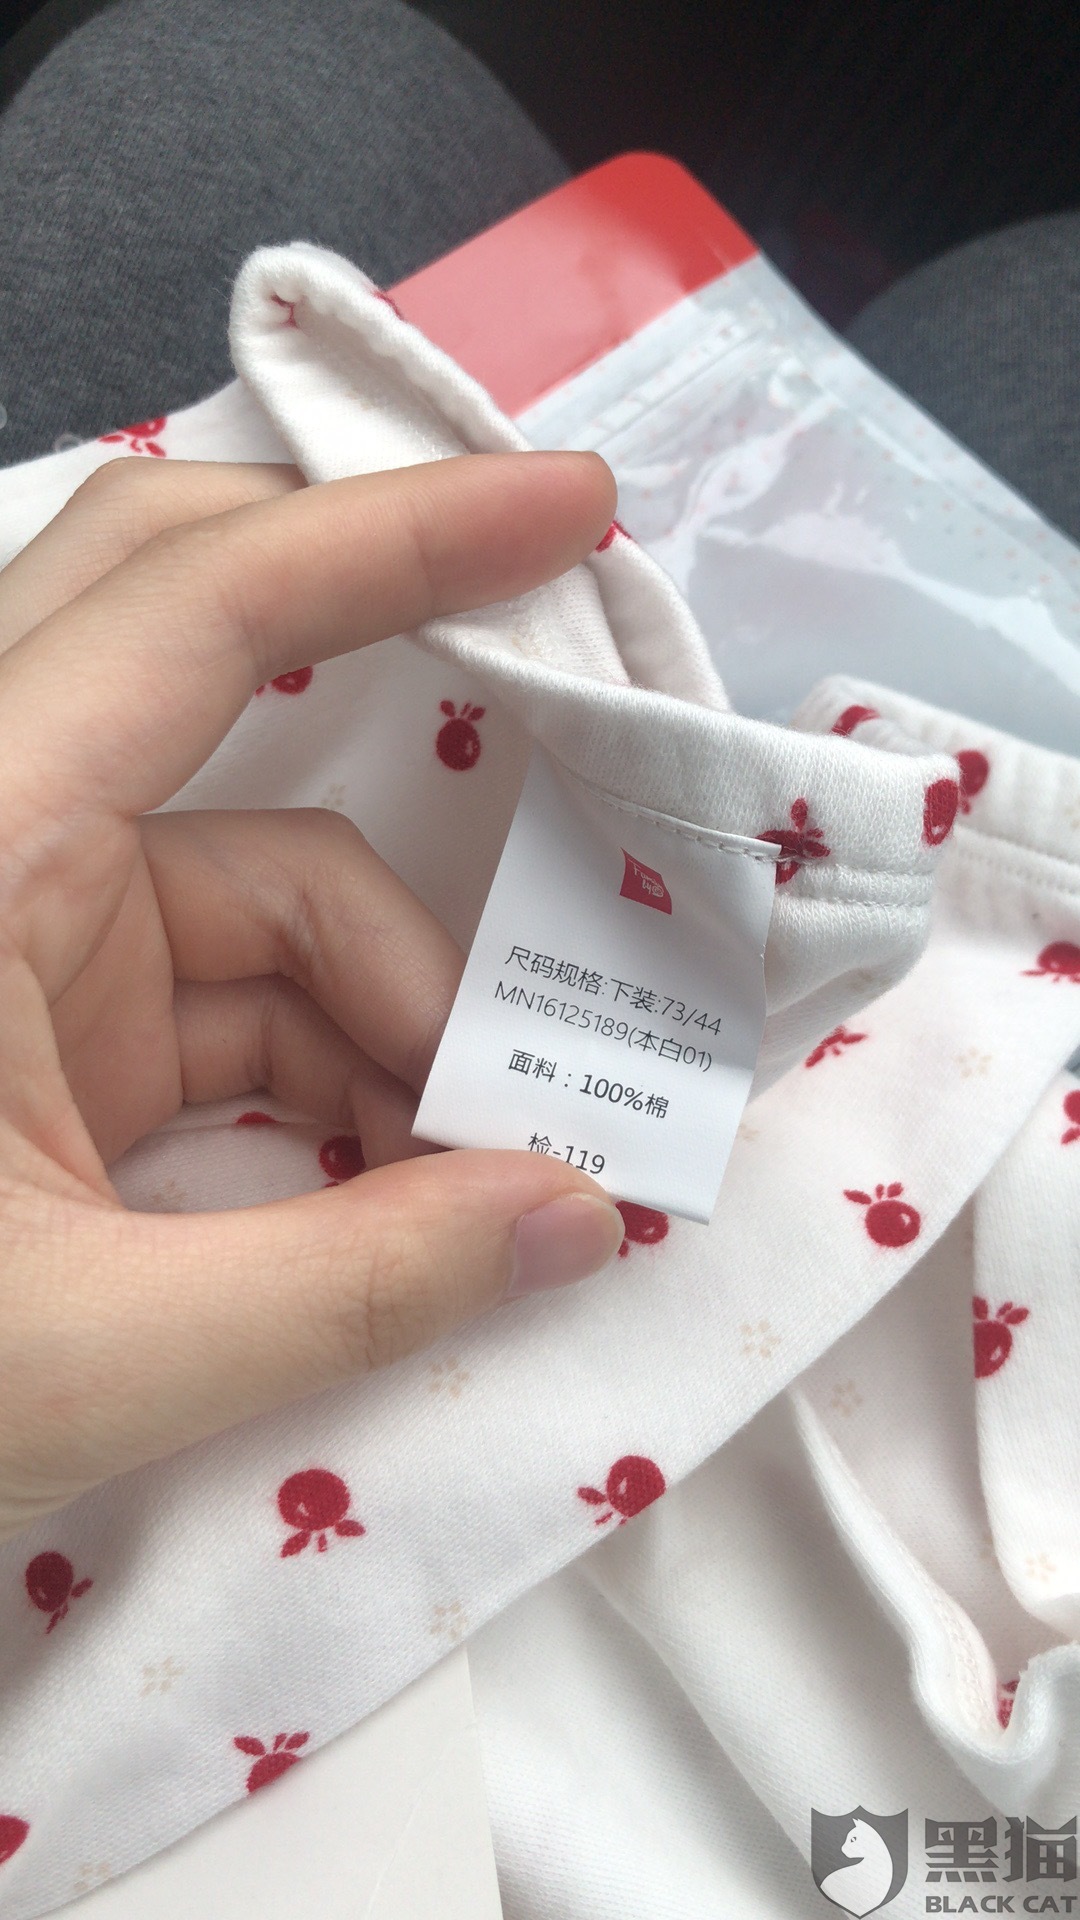 尺码规格:下装:73/44
MN16125189(本白01)
面料：100%棉
检-119
黑猫
BLACK CAT